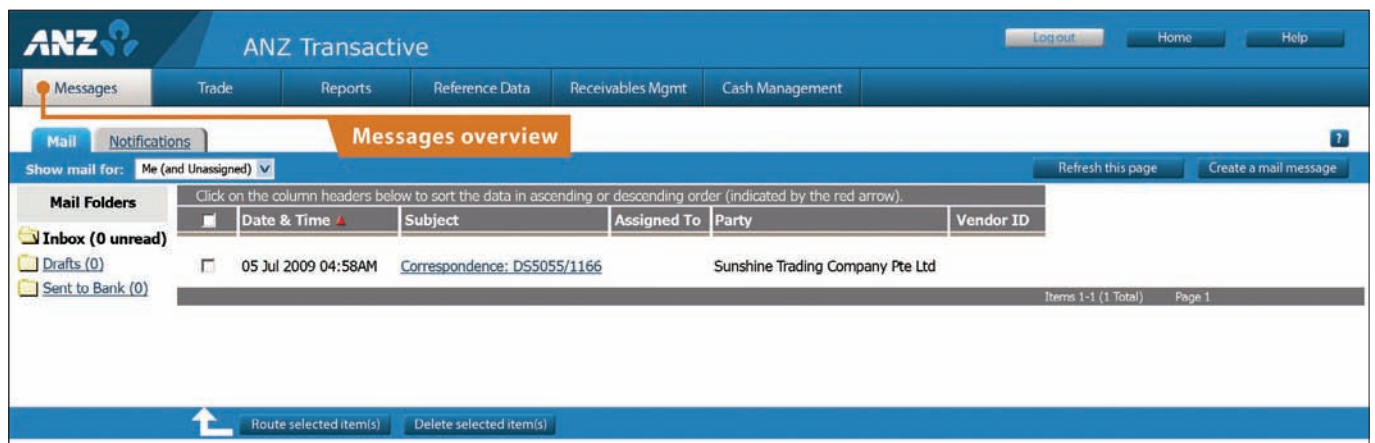 ANZ
ANZ Transactive
Log out Home Help
Messages Trade Reports Reference Data Receivables Mgmt Cash Management
Messages overview
Mail Notifications ?
Show mail for: Me (and Unassigned) Refresh this page Create a mail message
Mail Folders
Click on the column headers below to sort the data in ascending or descending order (indicated by the red arrow).
Date & Time Subject Assigned To Party Vendor ID
Inbox (0 unread)
Drafts (0)
Sent to Bank (0)
05 Jul 2009 04:58AM Correspondence: DS5055/1166 Sunshine Trading Company Pte Ltd
Items 1-1 (1 Total) Page 1
Route selected item(s) Delete selected item(s)